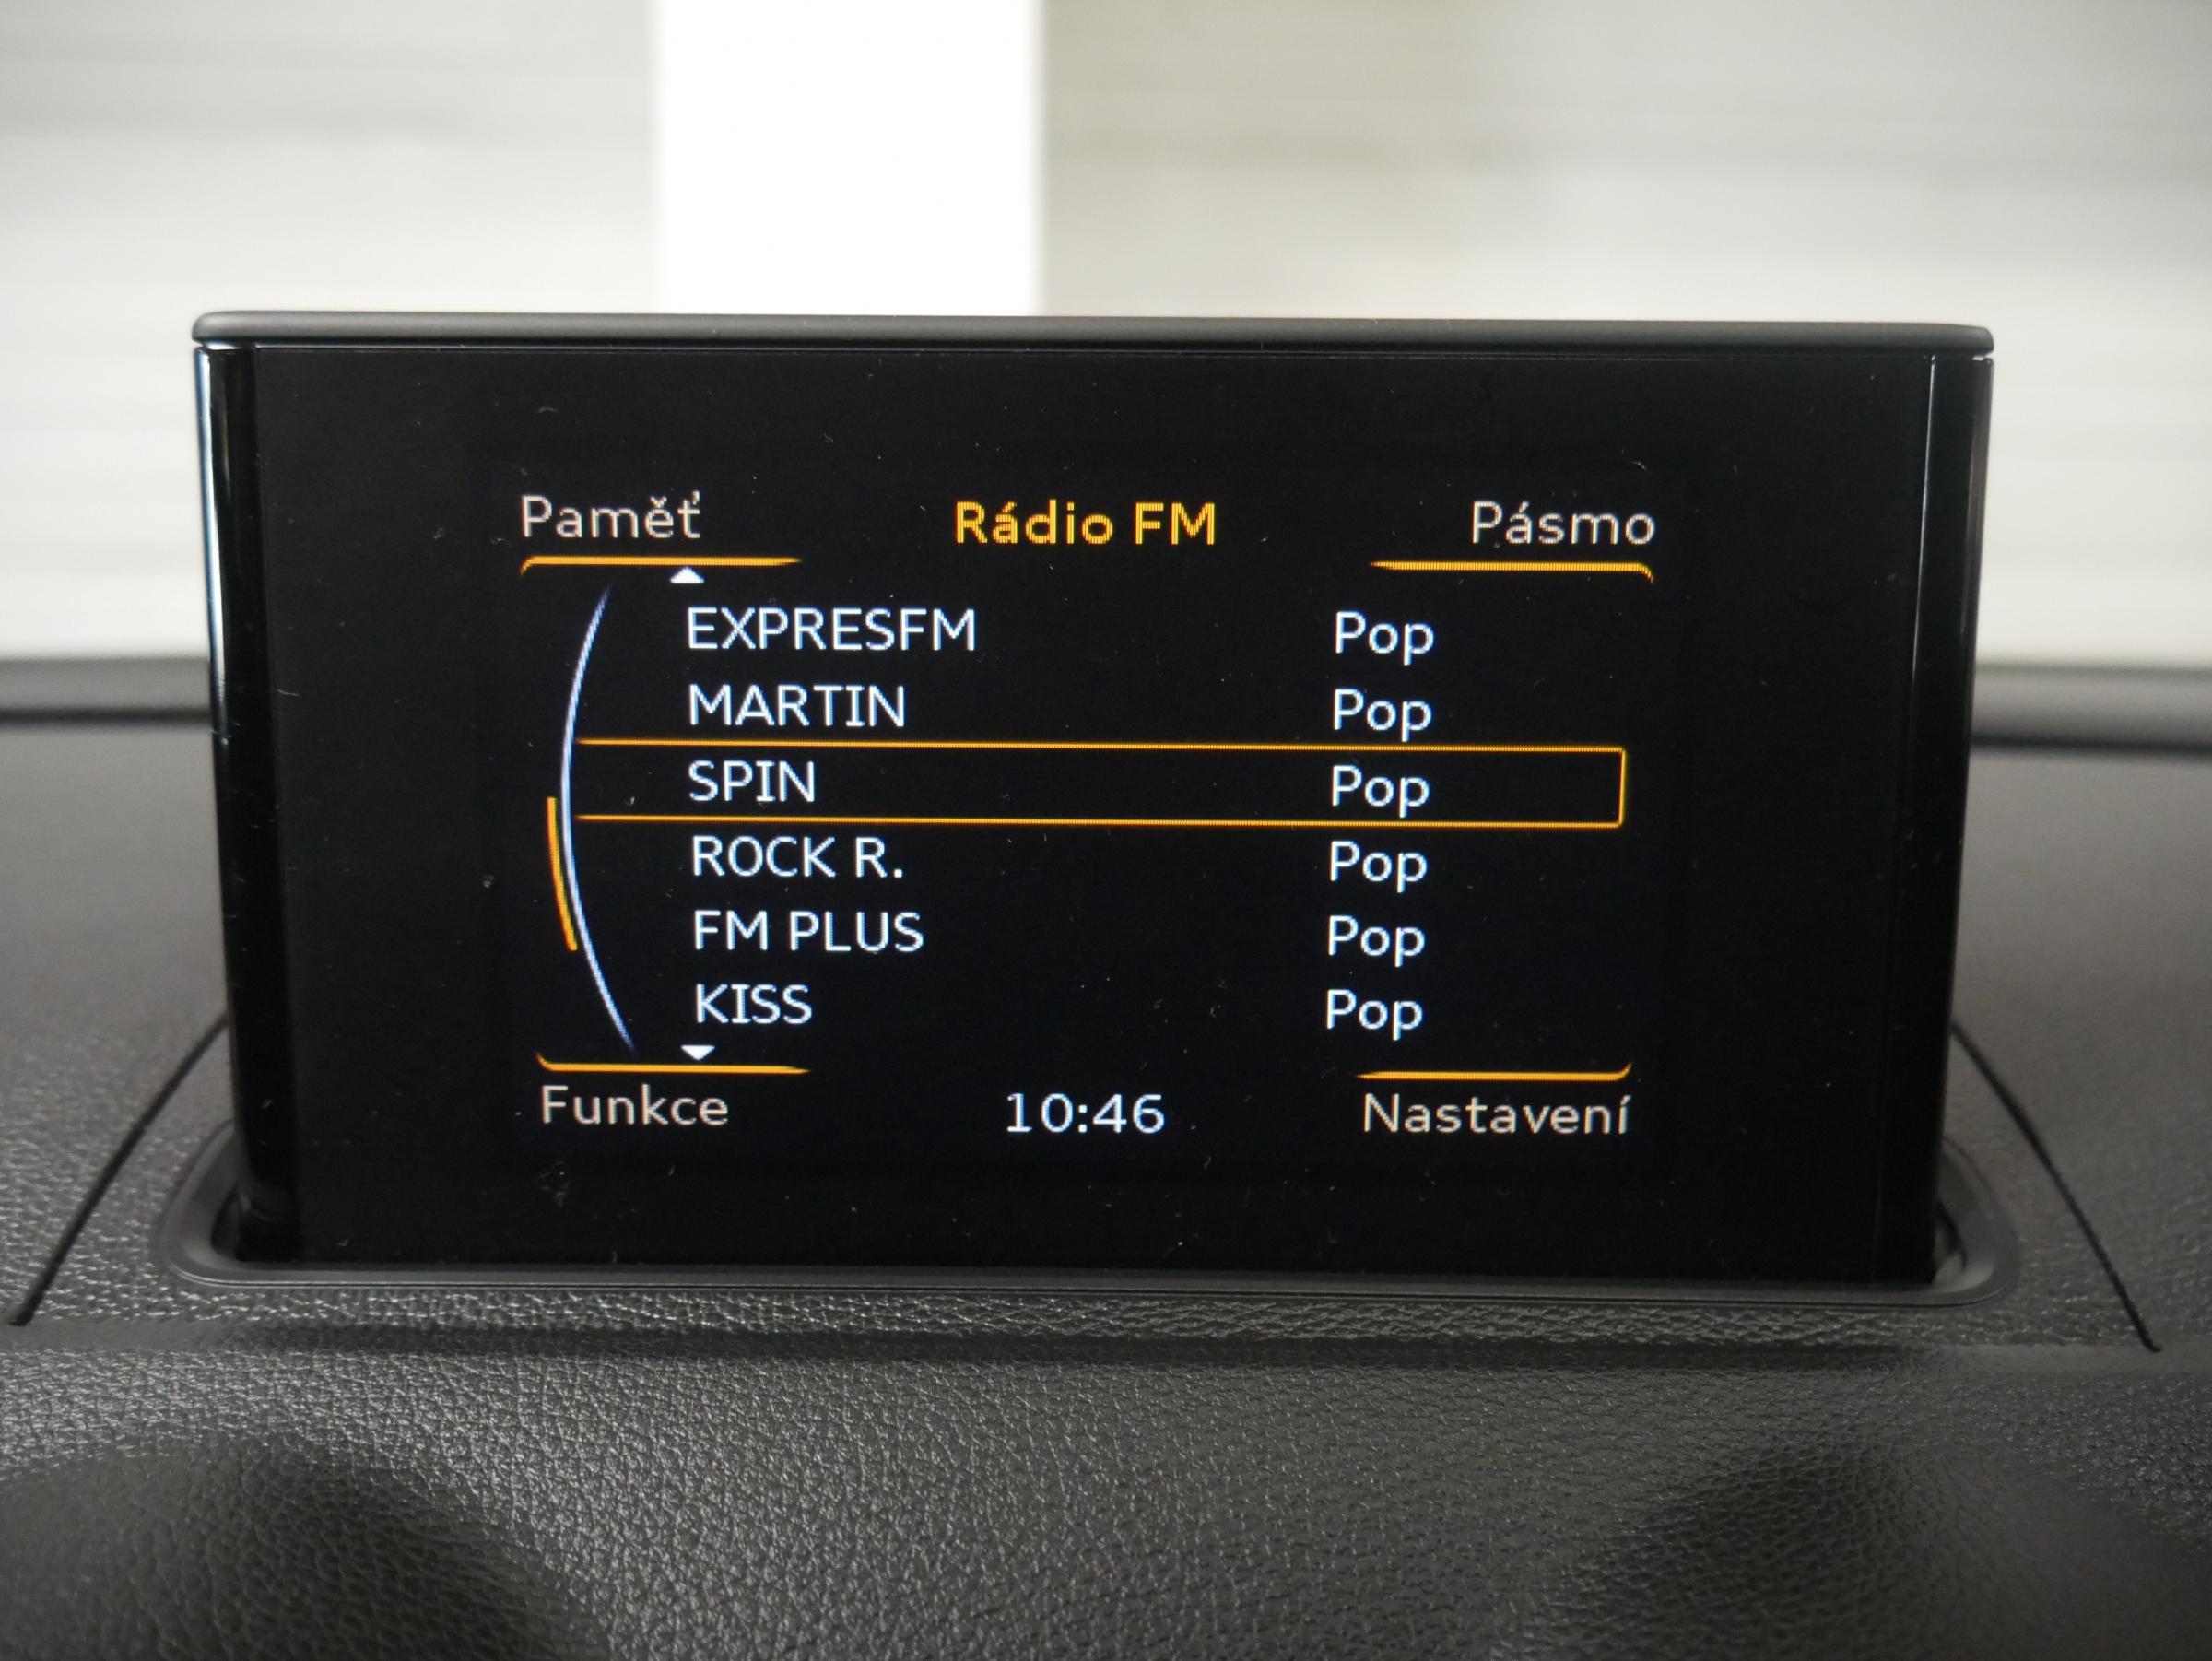 Paměť Rádio FM Pásmo
EXPRESFM Pop
MARTIN Pop
SPIN Pop
ROCK R. Pop
FM PLUS Pop
KISS Pop
Funkce 10:46 Nastavení